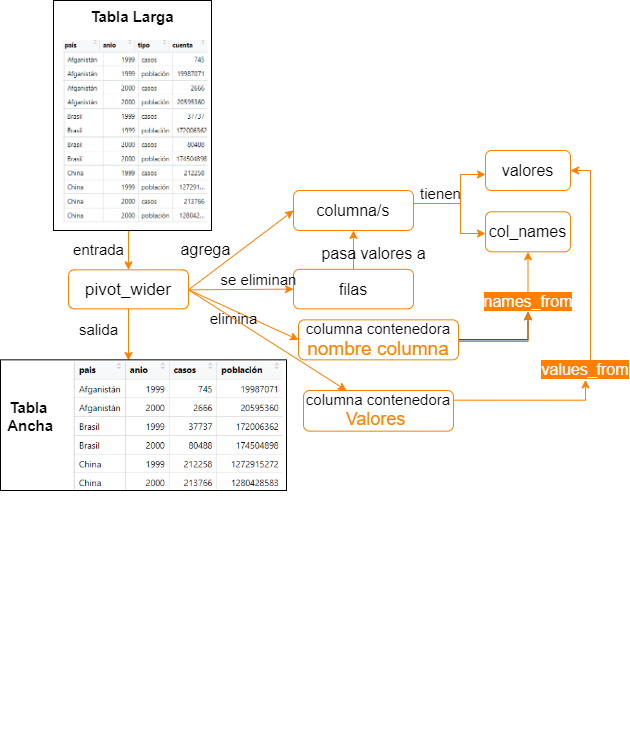 Tabla Larga
país anio tipo cuenta
Afganistán 1999 casos 745
Afganistán 1999 población 19987071
Afganistán 2000 casos 2666
Afganistán 2000 población 20595360
Brasil 1999 casos 37737
Brasil 1999 población 172006362
Brasil 2000 casos 80488
Brasil 2000 población 174504898
China 1999 casos 212258
China 1999 población 127291...
China 2000 casos 213766
China 2000 población 128042...
entrada
pivot_wider
salida
agrega
se eliminan
elimina
columna/s
pasa valores a
filas
tienen
valores
col_names
columna contenedora
nombre columna
names_from
columna contenedora
Valores
values_from
Tabla
Ancha
país anio casos población
Afganistán 1999 745 19987071
Afganistán 2000 2666 20595360
Brasil 1999 37737 172006362
Brasil 2000 80488 174504898
China 1999 212258 1272915272
China 2000 213766 1280428583